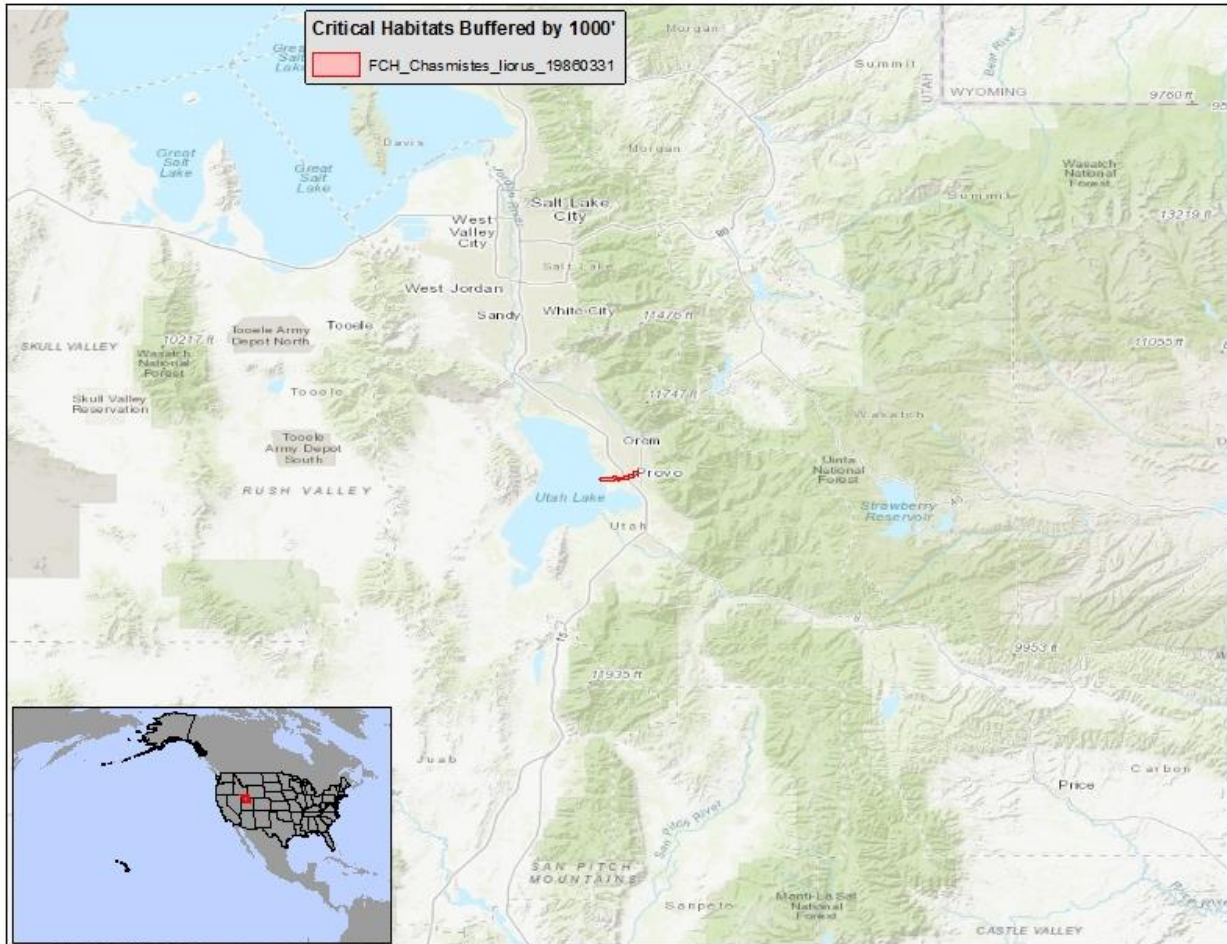 Critical Habitats Buffered by 1000'
FCH_Chasmistes_liorus_19860331
Morgan
Great
Salt
Lake
Summit
Bear River
UTAH
WYOMING
9760 ft
Davis
Great
Salt
Lake
Great
Salt
Lake
Jordan River
Morgan
Wasatch
National
Forest
Salt Lake
City
West
Valley
City
Summit
13219 ft
80
Salt Lake
West Jordan
White City
Sandy
11476 ft
Tooele Army
Depot North
Tooele
10217 ft
SKULL VALLEY
Wasatch
National
Forest
11055 ft
Tooele
Skull Valley
Reservation
11747 ft
Wasatch
Orem
Tooele
Army Depot
South
Provo
Uinta
National
Forest
RUSH VALLEY
Utah Lake
Strawberry
Reservoir
40
Utah
6
15
9953 ft
11935 ft
Juab
Carbon
Price
San Pitch River
SAN PITCH
MOUNTAINS
Sanpete
Manti-La Sal
National
Forest
CASTLE VALLEY